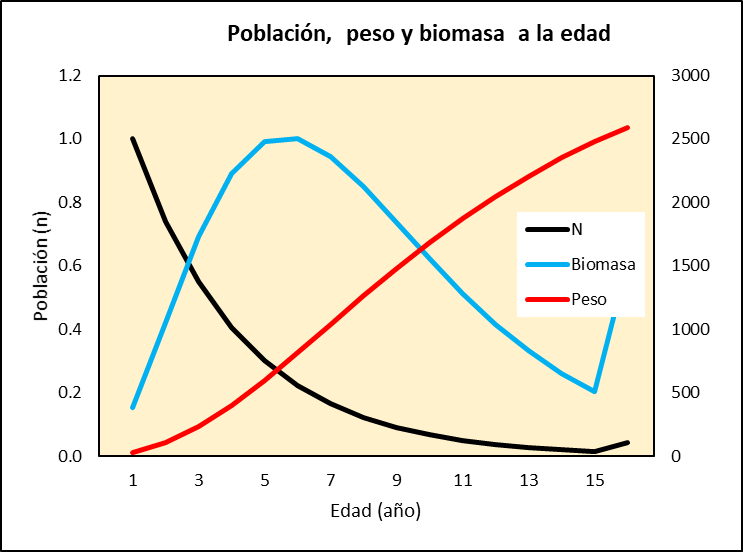 Población, peso y biomasa a la edad
1.2
1.0
0.8
0.6
0.4
0.2
0.0
Población (n)
3000
2500
2000
1500
1000
500
0
N
Biomasa
Peso
1 3 5 7 9 11 13 15
Edad (año)